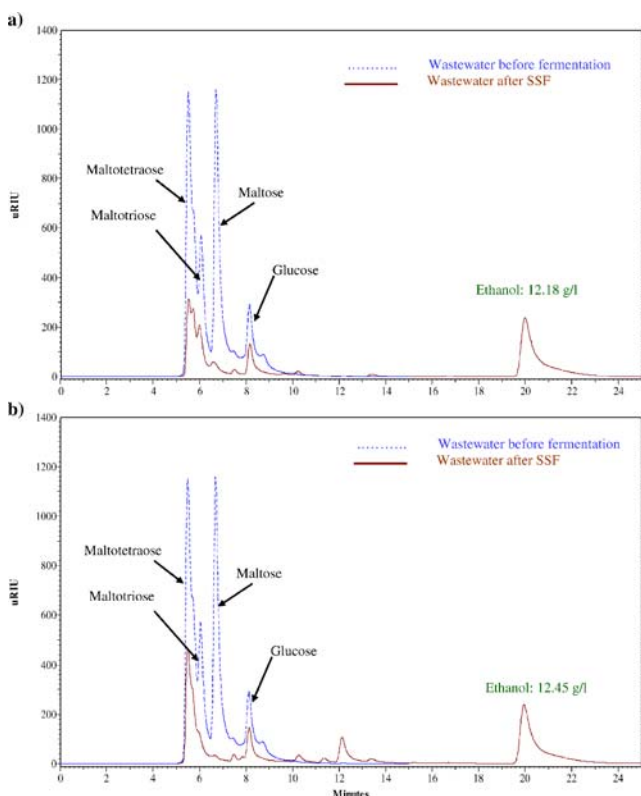 a)
1400
Wastewater before fermentation
Wastewater after SSF
1200
1000
Maltotetraose
Maltose
800
Maltotriose
uRIU
600
Glucose
400
Ethanol: 12.18 g/l
200
0
0 2 4 6 8 10 12 14 16 18 20 22 24
b)
1400
Wastewater before fermentation
Wastewater after SSF
1200
1000
Maltotetraose
Maltose
800
Maltotriose
uRIU
600
Glucose
400
Ethanol: 12.45 g/l
200
0
0 2 4 6 8 10 12 14 16 18 20 22 24
Minutes